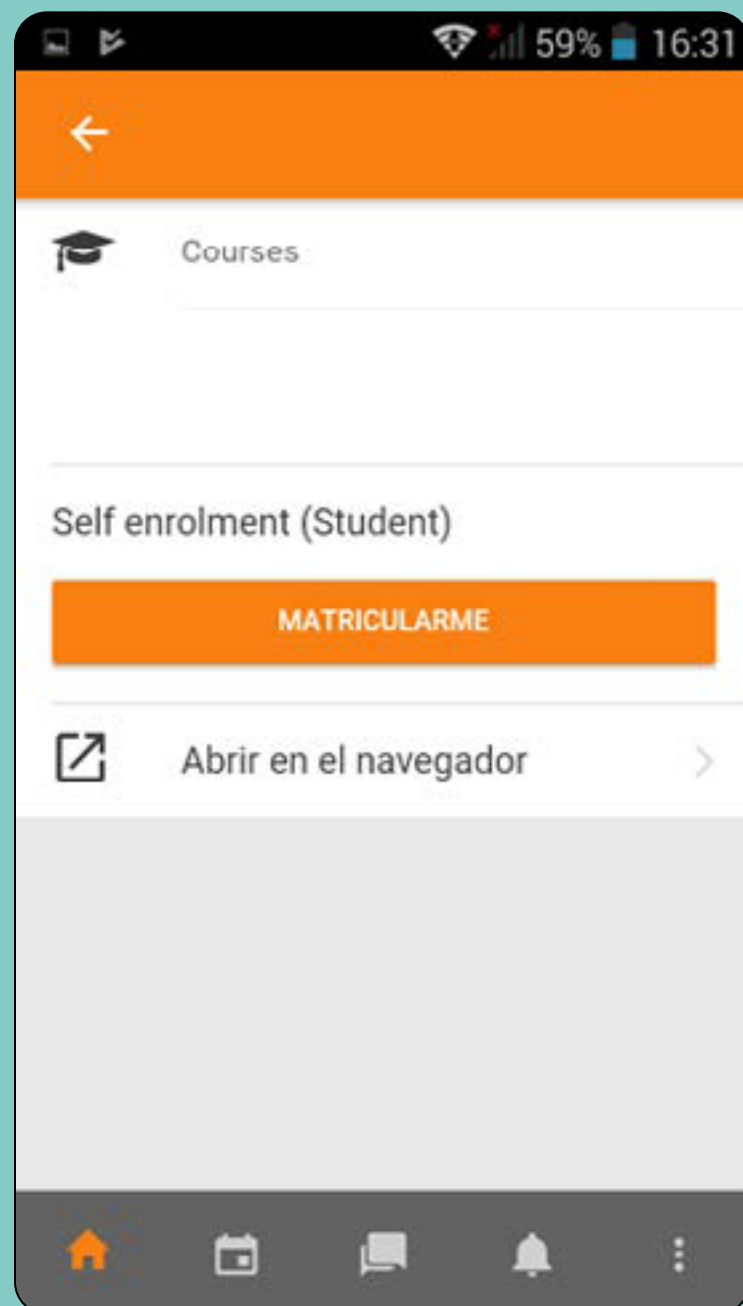 59% 16:31
Courses
Self enrolment (Student)
MATRICULARME
Abrir en el navegador